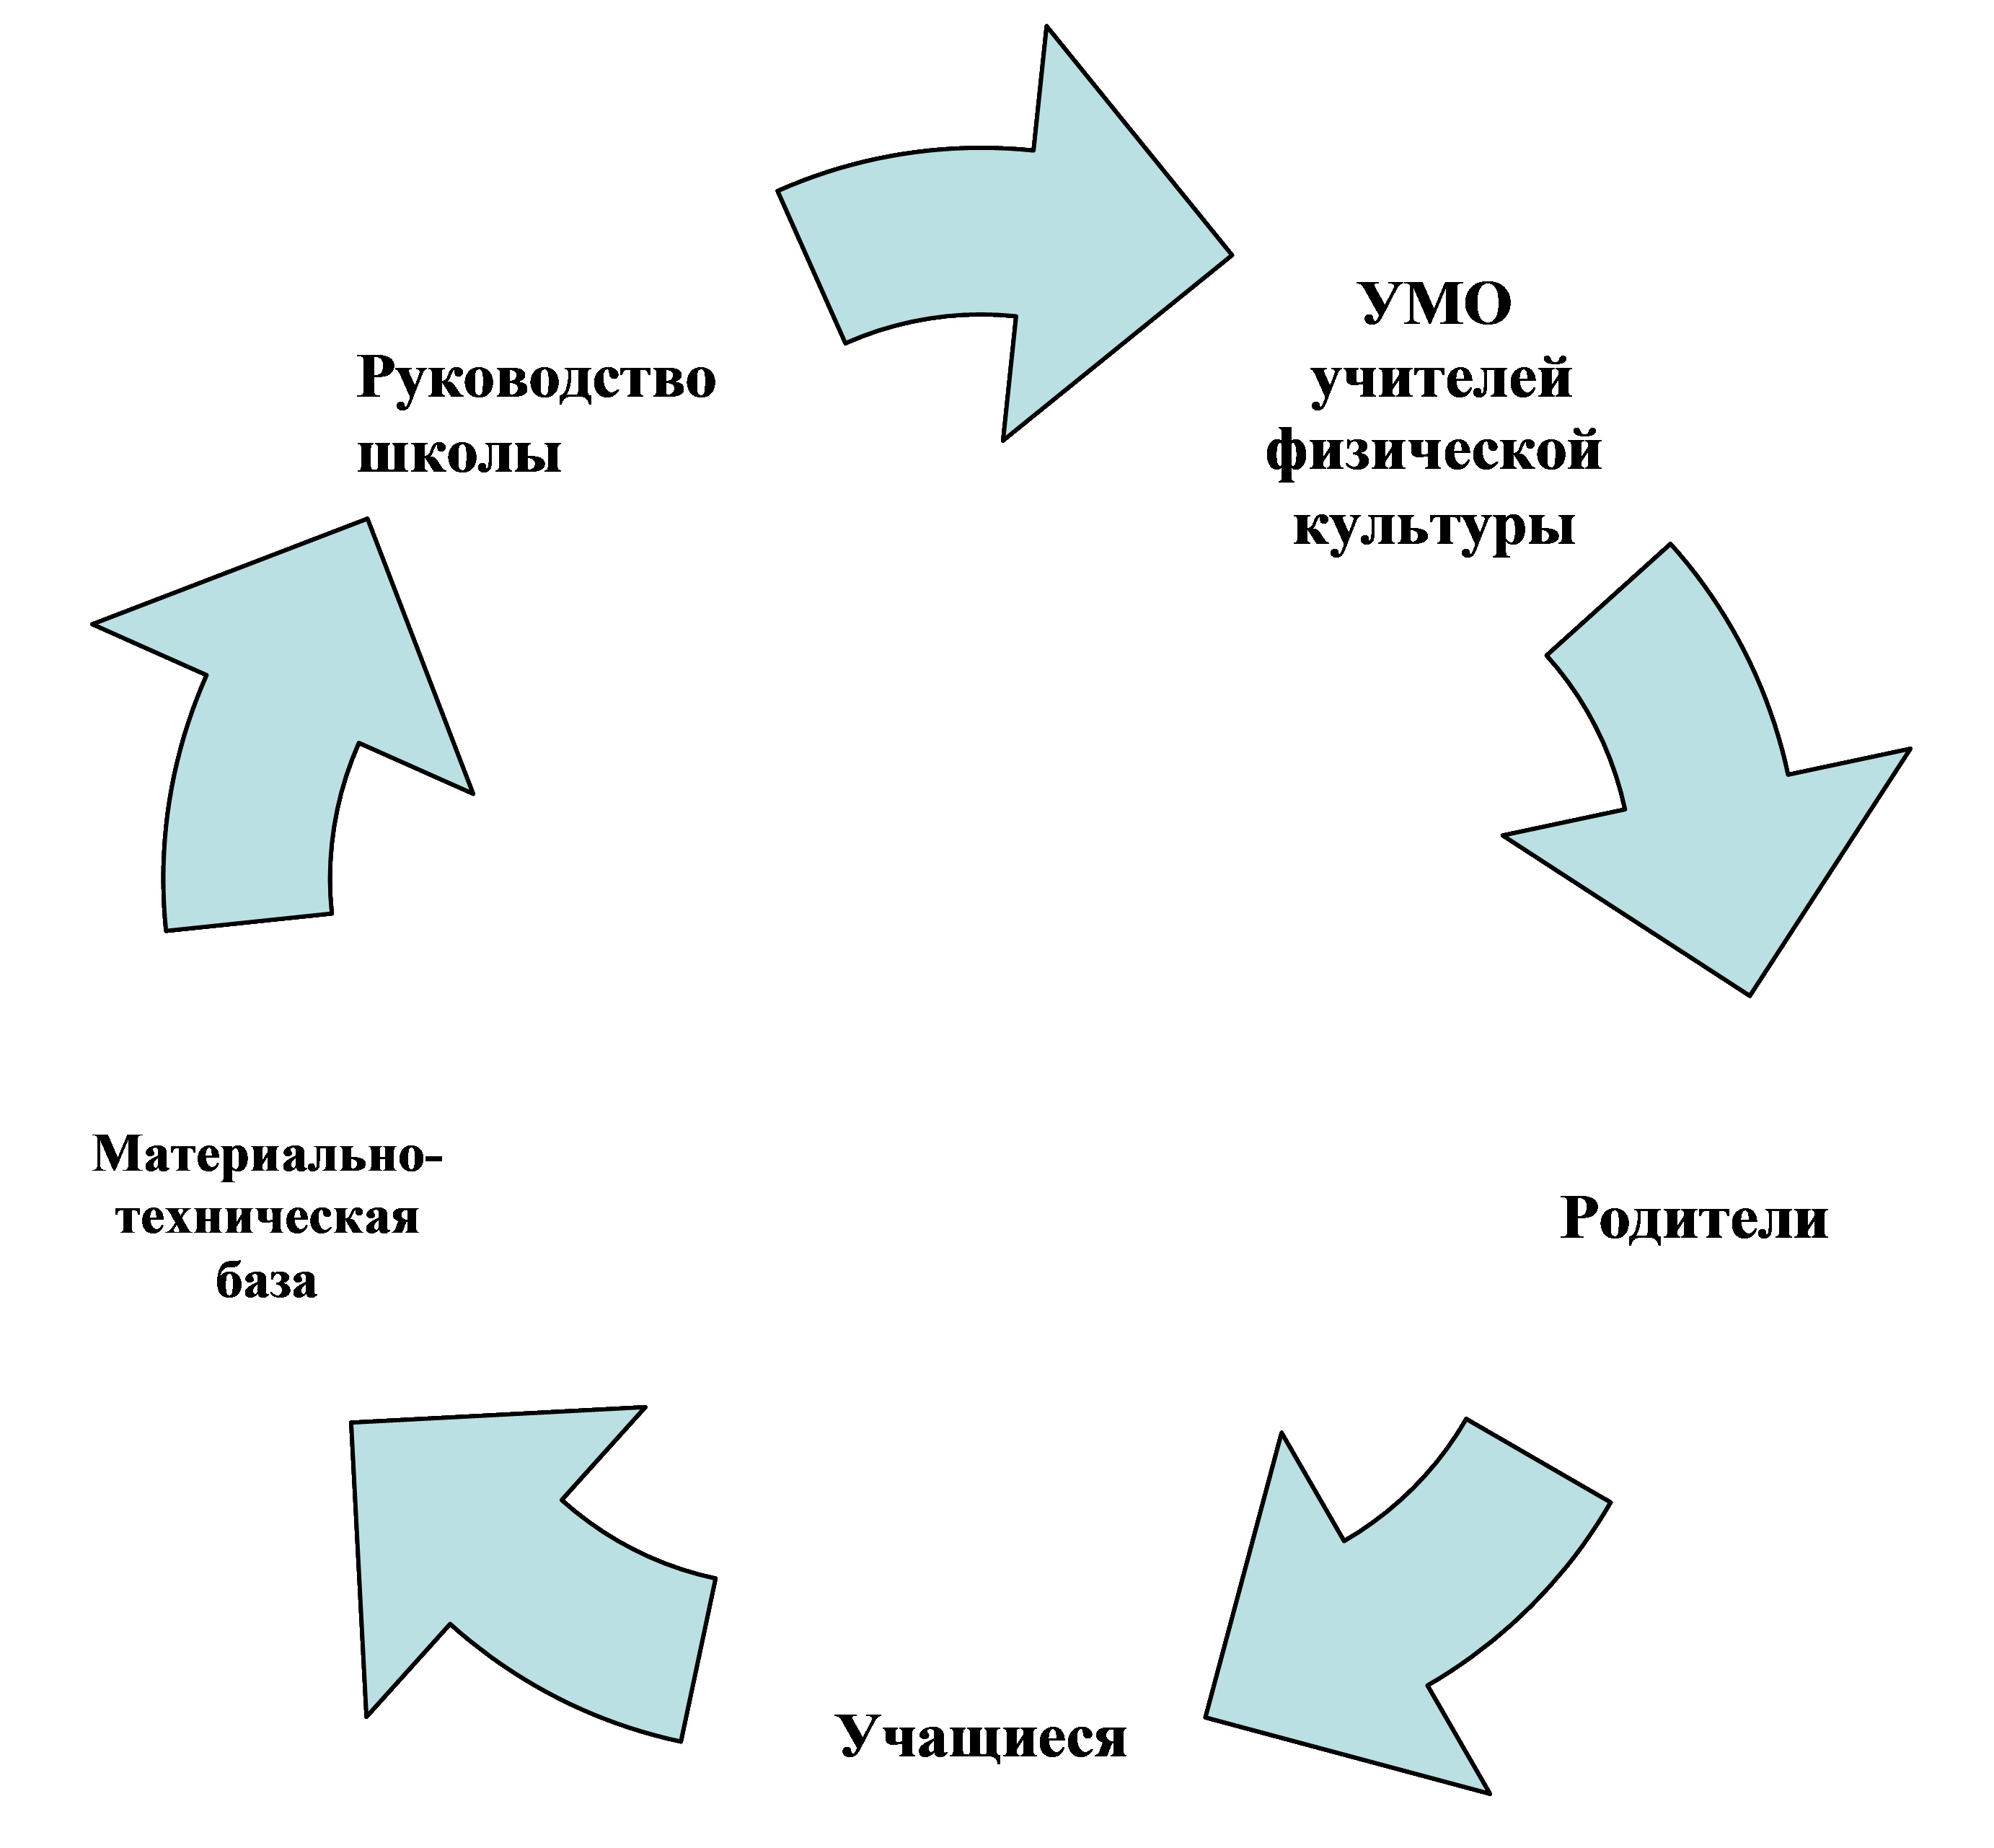 Руководство
школы
УМО
учителей
физической
культуры
Родители
Учащиеся
Материально-
техническая
база